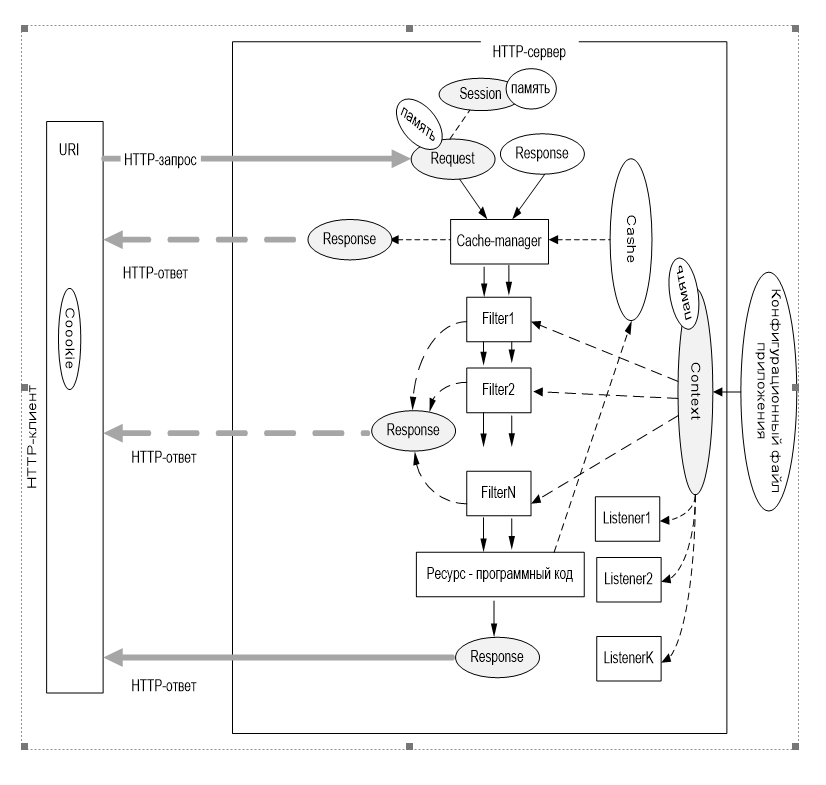 HTTP-сервер
Session
память
память
URI
HTTP-запрос
Request
Response
Response
Cache-manager
Cashe
HTTP-ответ
память
Coookie
Filter1
Context
Конфигурационный файл
приложения
Filter2
Response
HTTP-клиент
HTTP-ответ
FilterN
Listener1
Ресурс - программный код
Listener2
Response
ListenerK
HTTP-ответ